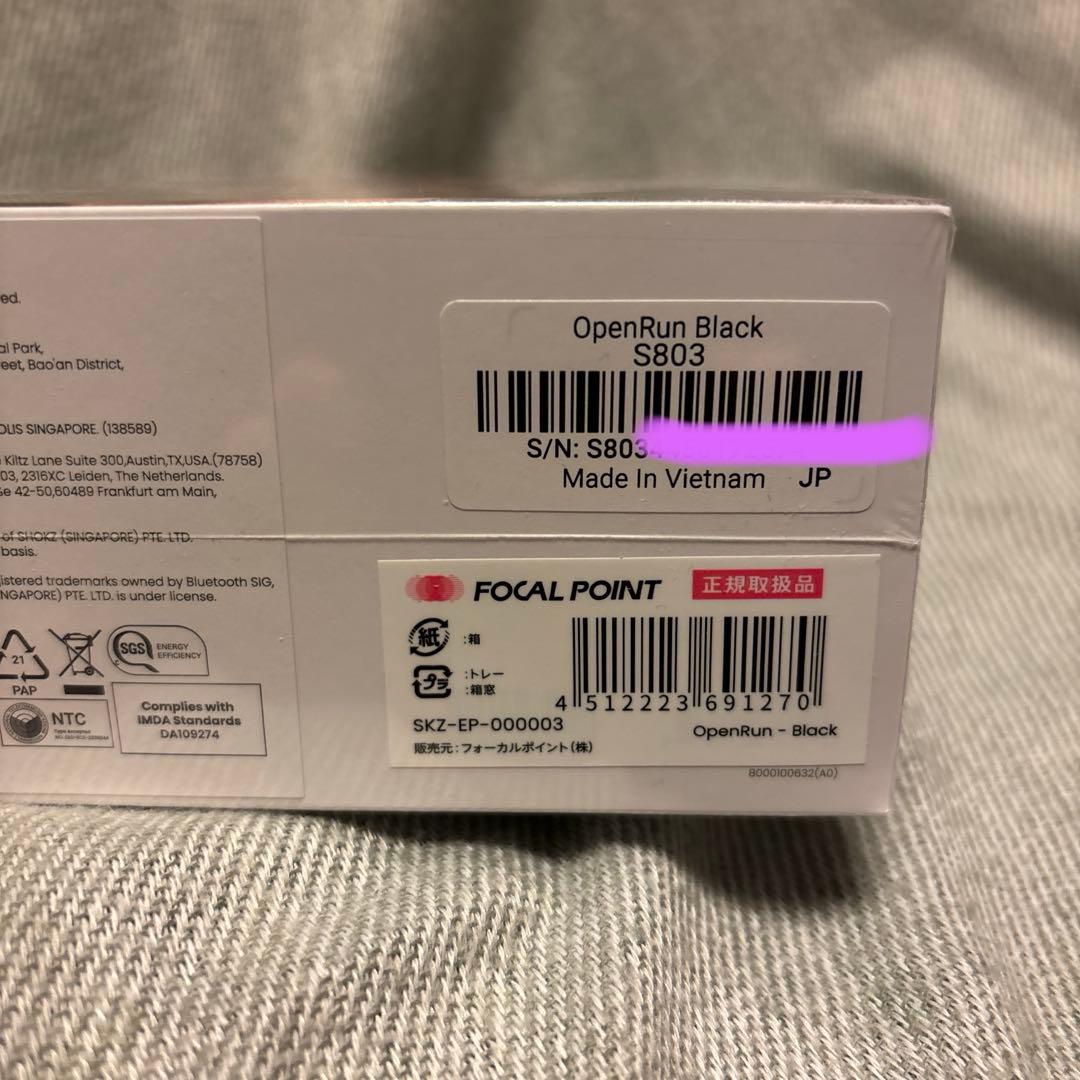 ed.
al Park,
eet, Bao'an District,
OLIS SINGAPORE. (138589)
Kiltz Lane Suite 300,Austin,TX,USA.(78758)
03, 2316XC Leiden, The Netherlands.
42-50,60489 Frankfurt am Main,
of SHOKZ (SINGAPORE) PTE. LTD.
basis.
istered trademarks owned by Bluetooth SIG,
NGAPORE) PTE. LTD. is under license.
21
PAP
SGS
ENERGY
EFFICIENCY
NTC
Type Accepted
Complies with
IMDA Standards
DA109274
OpenRun Black
S803
S/N: S803
Made In Vietnam JP
FOCAL POINT 正規取扱品
紙 :箱
プラ :トレー
:箱窓
4 512223 691270
SKZ-EP-000003
OpenRun - Black
販売元:フォーカルポイント(株)
8000100632(A0)